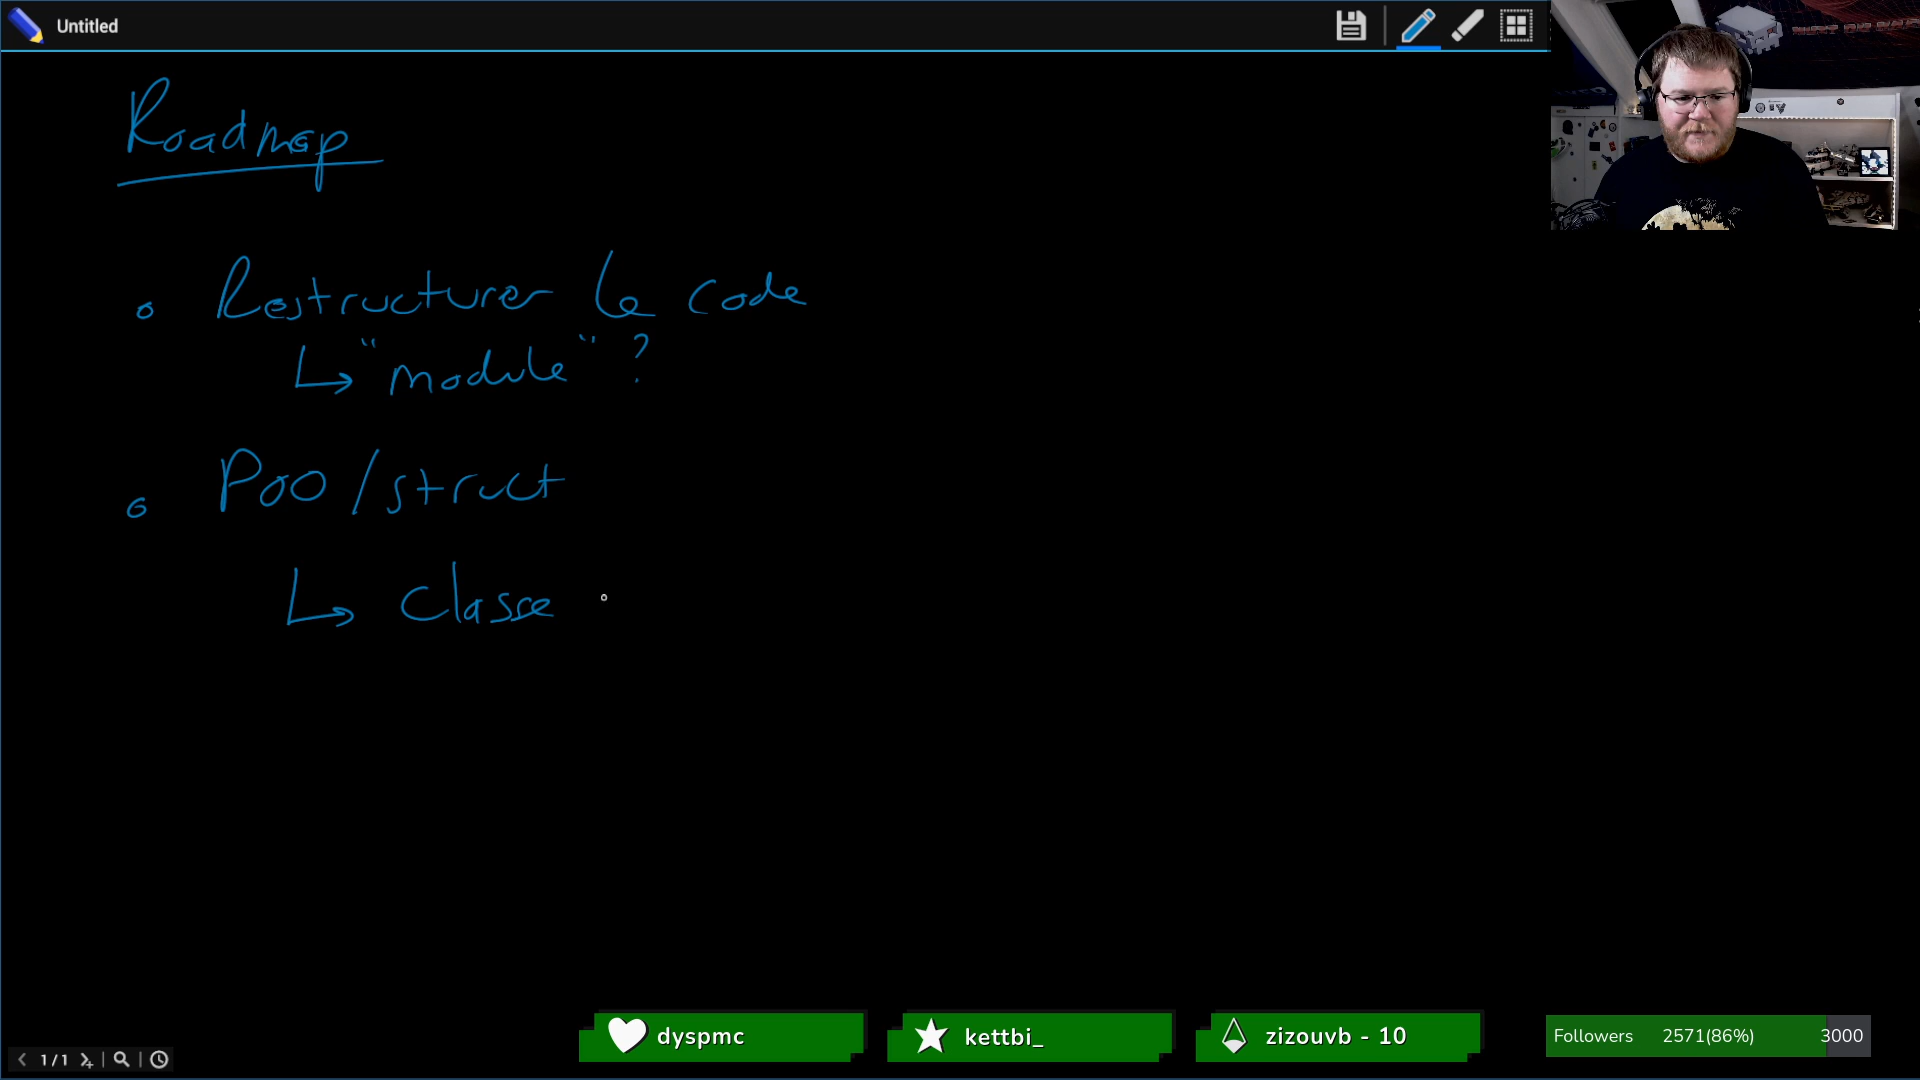 Untitled
Roadmap
Restructurer le code
↳ "module" ?
POO / struct
↳ Classe
dyspmc
kettbi_
zizouvb - 10
Followers 2571(86%) 3000
1/1